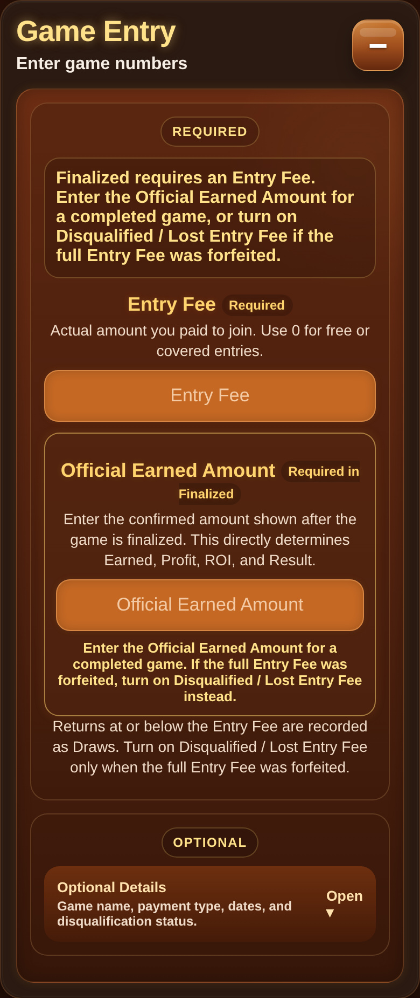 Game Entry
Enter game numbers
–
REQUIRED
Finalized requires an Entry Fee.
Enter the Official Earned Amount for
a completed game, or turn on
Disqualified / Lost Entry Fee if the
full Entry Fee was forfeited.
Entry Fee Required
Actual amount you paid to join. Use 0 for free or
covered entries.
Entry Fee
Official Earned Amount Required in
Finalized
Enter the confirmed amount shown after the
game is finalized. This directly determines
Earned, Profit, ROI, and Result.
Official Earned Amount
Enter the Official Earned Amount for a
completed game. If the full Entry Fee was
forfeited, turn on Disqualified / Lost Entry Fee
instead.
Returns at or below the Entry Fee are recorded
as Draws. Turn on Disqualified / Lost Entry Fee
only when the full Entry Fee was forfeited.
OPTIONAL
Optional Details
Game name, payment type, dates, and
disqualification status.
Open
▼